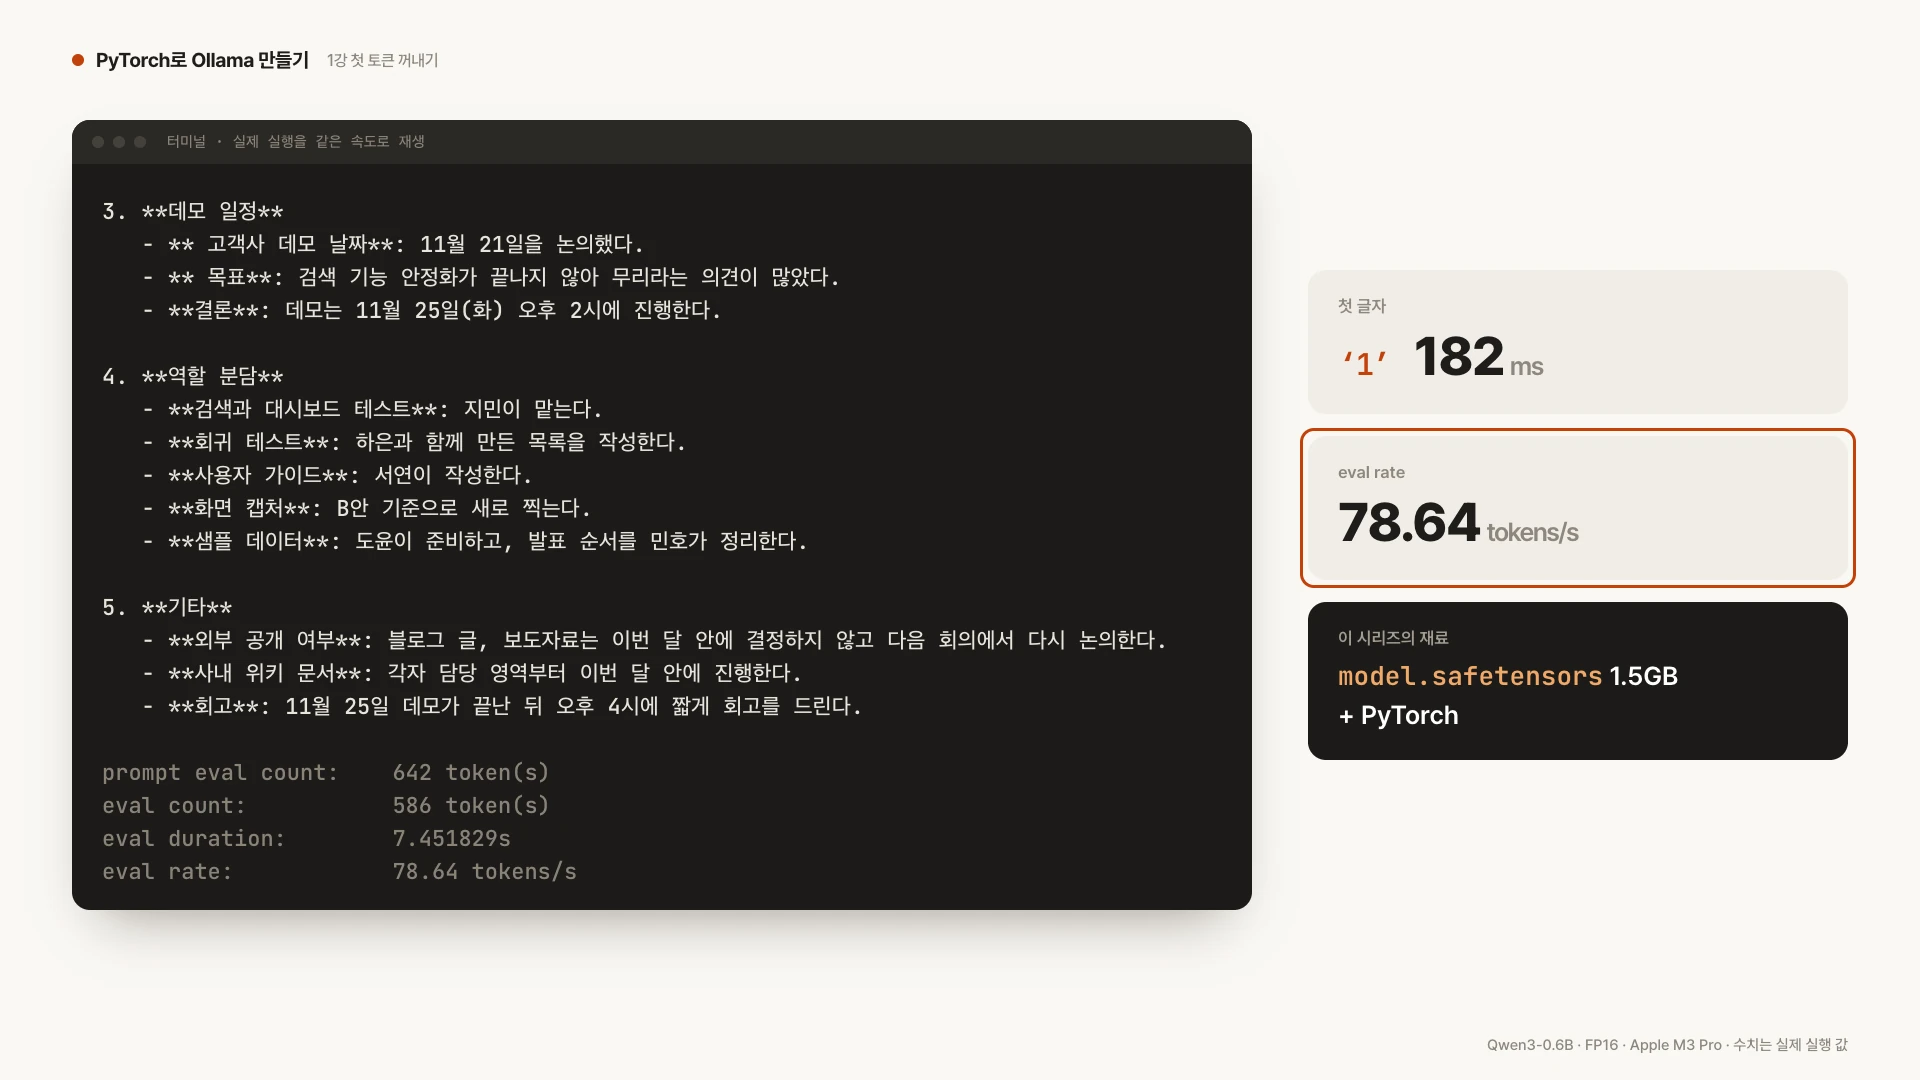 PyTorch로 Ollama 만들기 1강 첫 토큰 꺼내기
터미널 · 실제 실행을 같은 속도로 재생
3. **데모 일정**
- ** 고객사 데모 날짜**: 11월 21일을 논의했다.
- ** 목표**: 검색 기능 안정화가 끝나지 않아 무리라는 의견이 많았다.
- **결론**: 데모는 11월 25일(화) 오후 2시에 진행한다.
4. **역할 분담**
- **검색과 대시보드 테스트**: 지민이 맡는다.
- **회귀 테스트**: 하은과 함께 만든 목록을 작성한다.
- **사용자 가이드**: 서연이 작성한다.
- **화면 캡처**: B안 기준으로 새로 찍는다.
- **샘플 데이터**: 도윤이 준비하고, 발표 순서를 민호가 정리한다.
5. **기타**
- **외부 공개 여부**: 블로그 글, 보도자료는 이번 달 안에 결정하지 않고 다음 회의에서 다시 논의한다.
- **사내 위키 문서**: 각자 담당 영역부터 이번 달 안에 진행한다.
- **회고**: 11월 25일 데모가 끝난 뒤 오후 4시에 짧게 회고를 드린다.
prompt eval count: 642 token(s)
eval count: 586 token(s)
eval duration: 7.451829s
eval rate: 78.64 tokens/s
첫 글자
‘1’ 182 ms
eval rate
78.64 tokens/s
이 시리즈의 재료
model.safetensors 1.5GB
+ PyTorch
Qwen3-0.6B · FP16 · Apple M3 Pro · 수치는 실제 실행 값